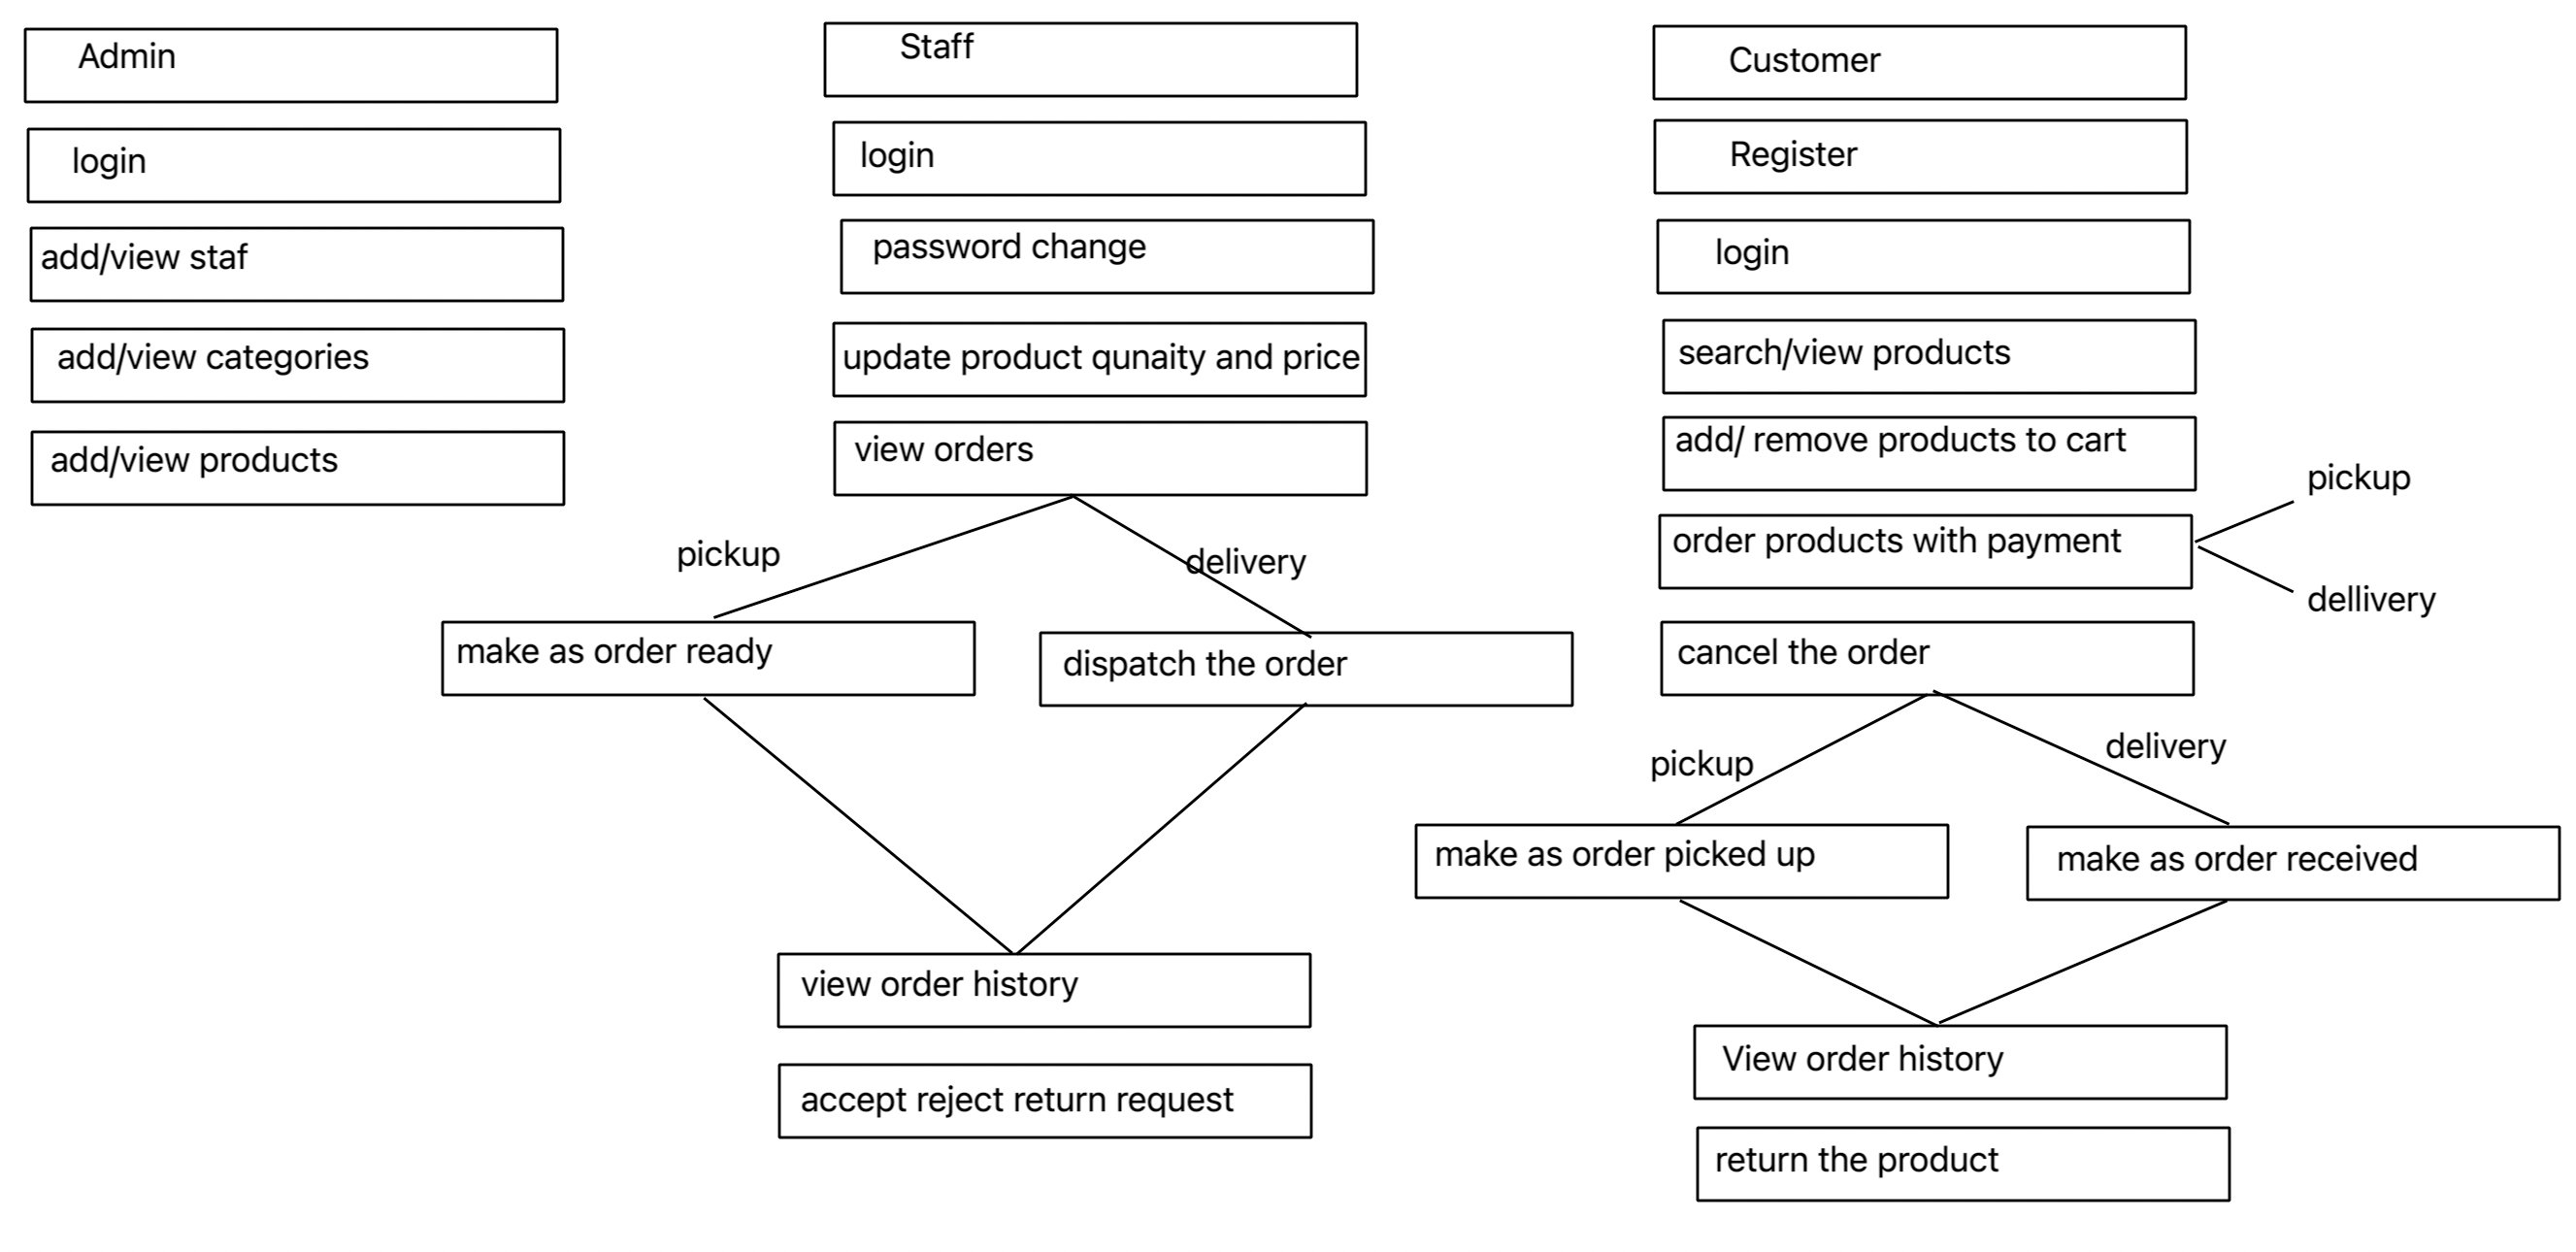 Admin
login
add/view staf
add/view categories
add/view products
Staff
login
password change
update product qunaity and price
view orders
pickup
delivery
make as order ready
dispatch the order
view order history
accept reject return request
Customer
Register
login
search/view products
add/ remove products to cart
order products with payment
pickup
dellivery
cancel the order
pickup
delivery
make as order picked up
make as order received
View order history
return the product